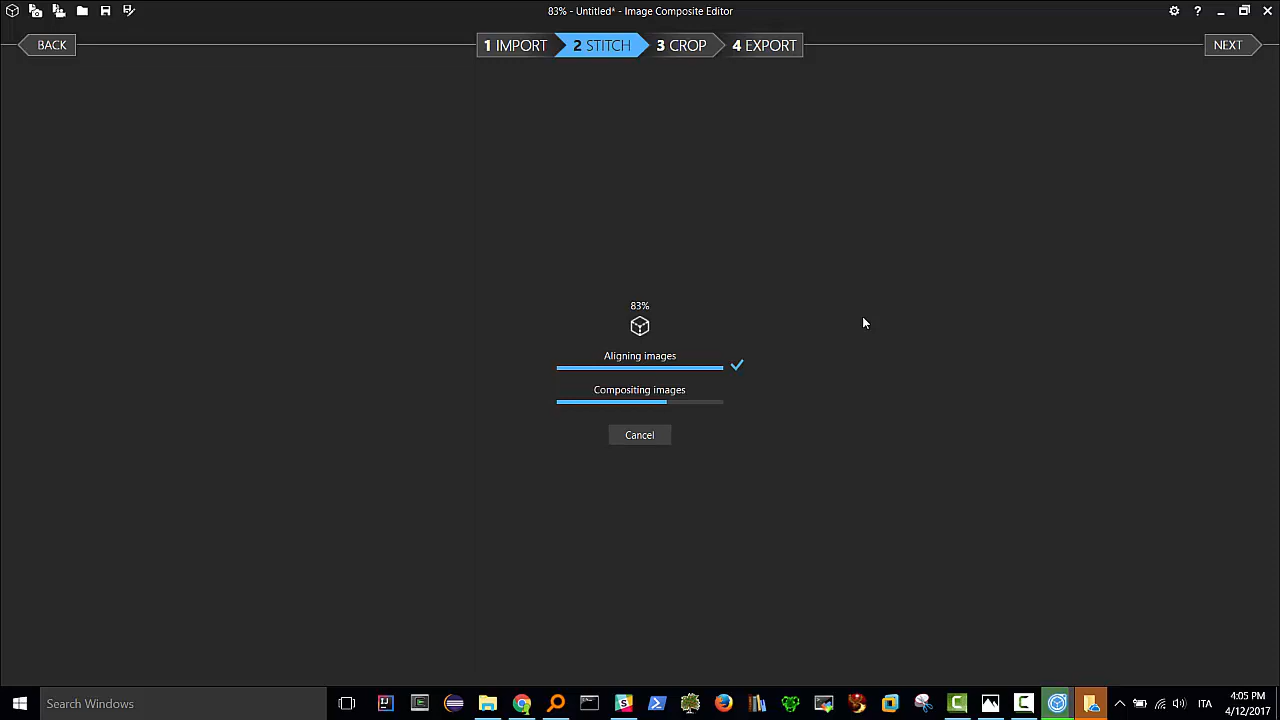 83% - Untitled* - Image Composite Editor
BACK
1 IMPORT
2 STITCH
3 CROP
4 EXPORT
NEXT
83%
Aligning images
Compositing images
Cancel
Search Windows
ITA
4:05 PM
4/12/2017